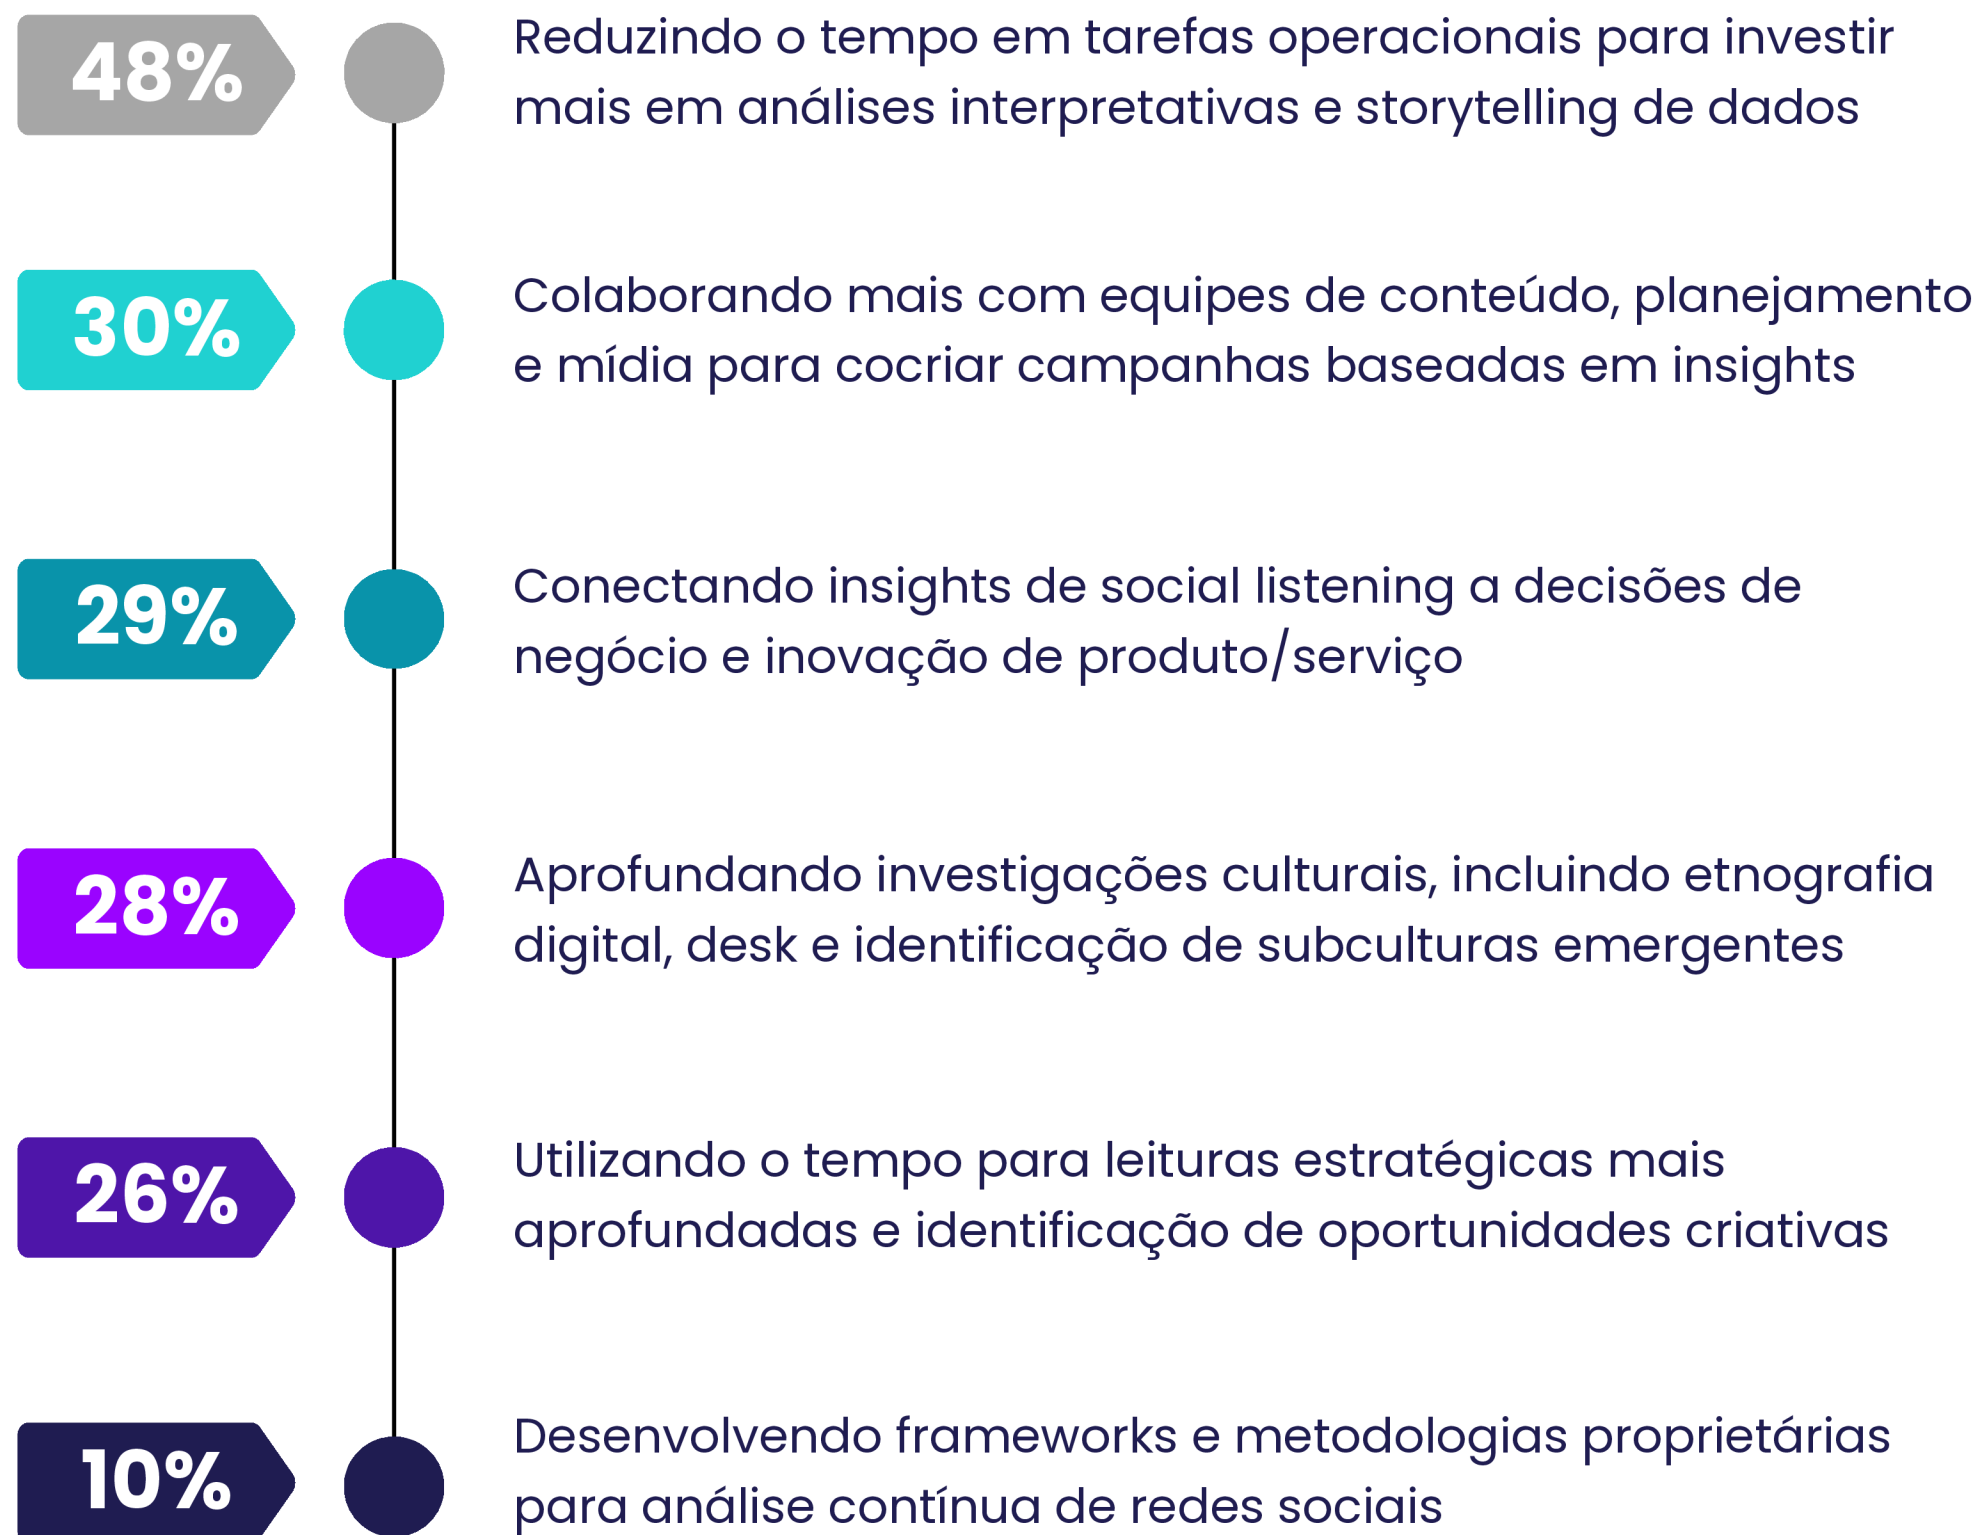 48%
Reduzindo o tempo em tarefas operacionais para investir
mais em análises interpretativas e storytelling de dados
30%
Colaborando mais com equipes de conteúdo, planejamento
e mídia para cocriar campanhas baseadas em insights
29%
Conectando insights de social listening a decisões de
negócio e inovação de produto/serviço
28%
Aprofundando investigações culturais, incluindo etnografia
digital, desk e identificação de subculturas emergentes
26%
Utilizando o tempo para leituras estratégicas mais
aprofundadas e identificação de oportunidades criativas
10%
Desenvolvendo frameworks e metodologias proprietárias
para análise contínua de redes sociais